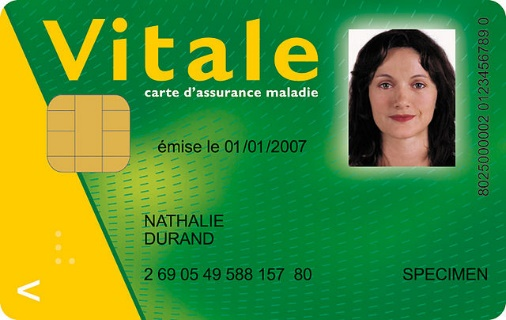 Vitale
carte d'assurance maladie
émise le 01/01/2007
8025000002 0123456789 0
NATHALIE
DURAND
2 69 05 49 588 157 80
SPECIMEN
<